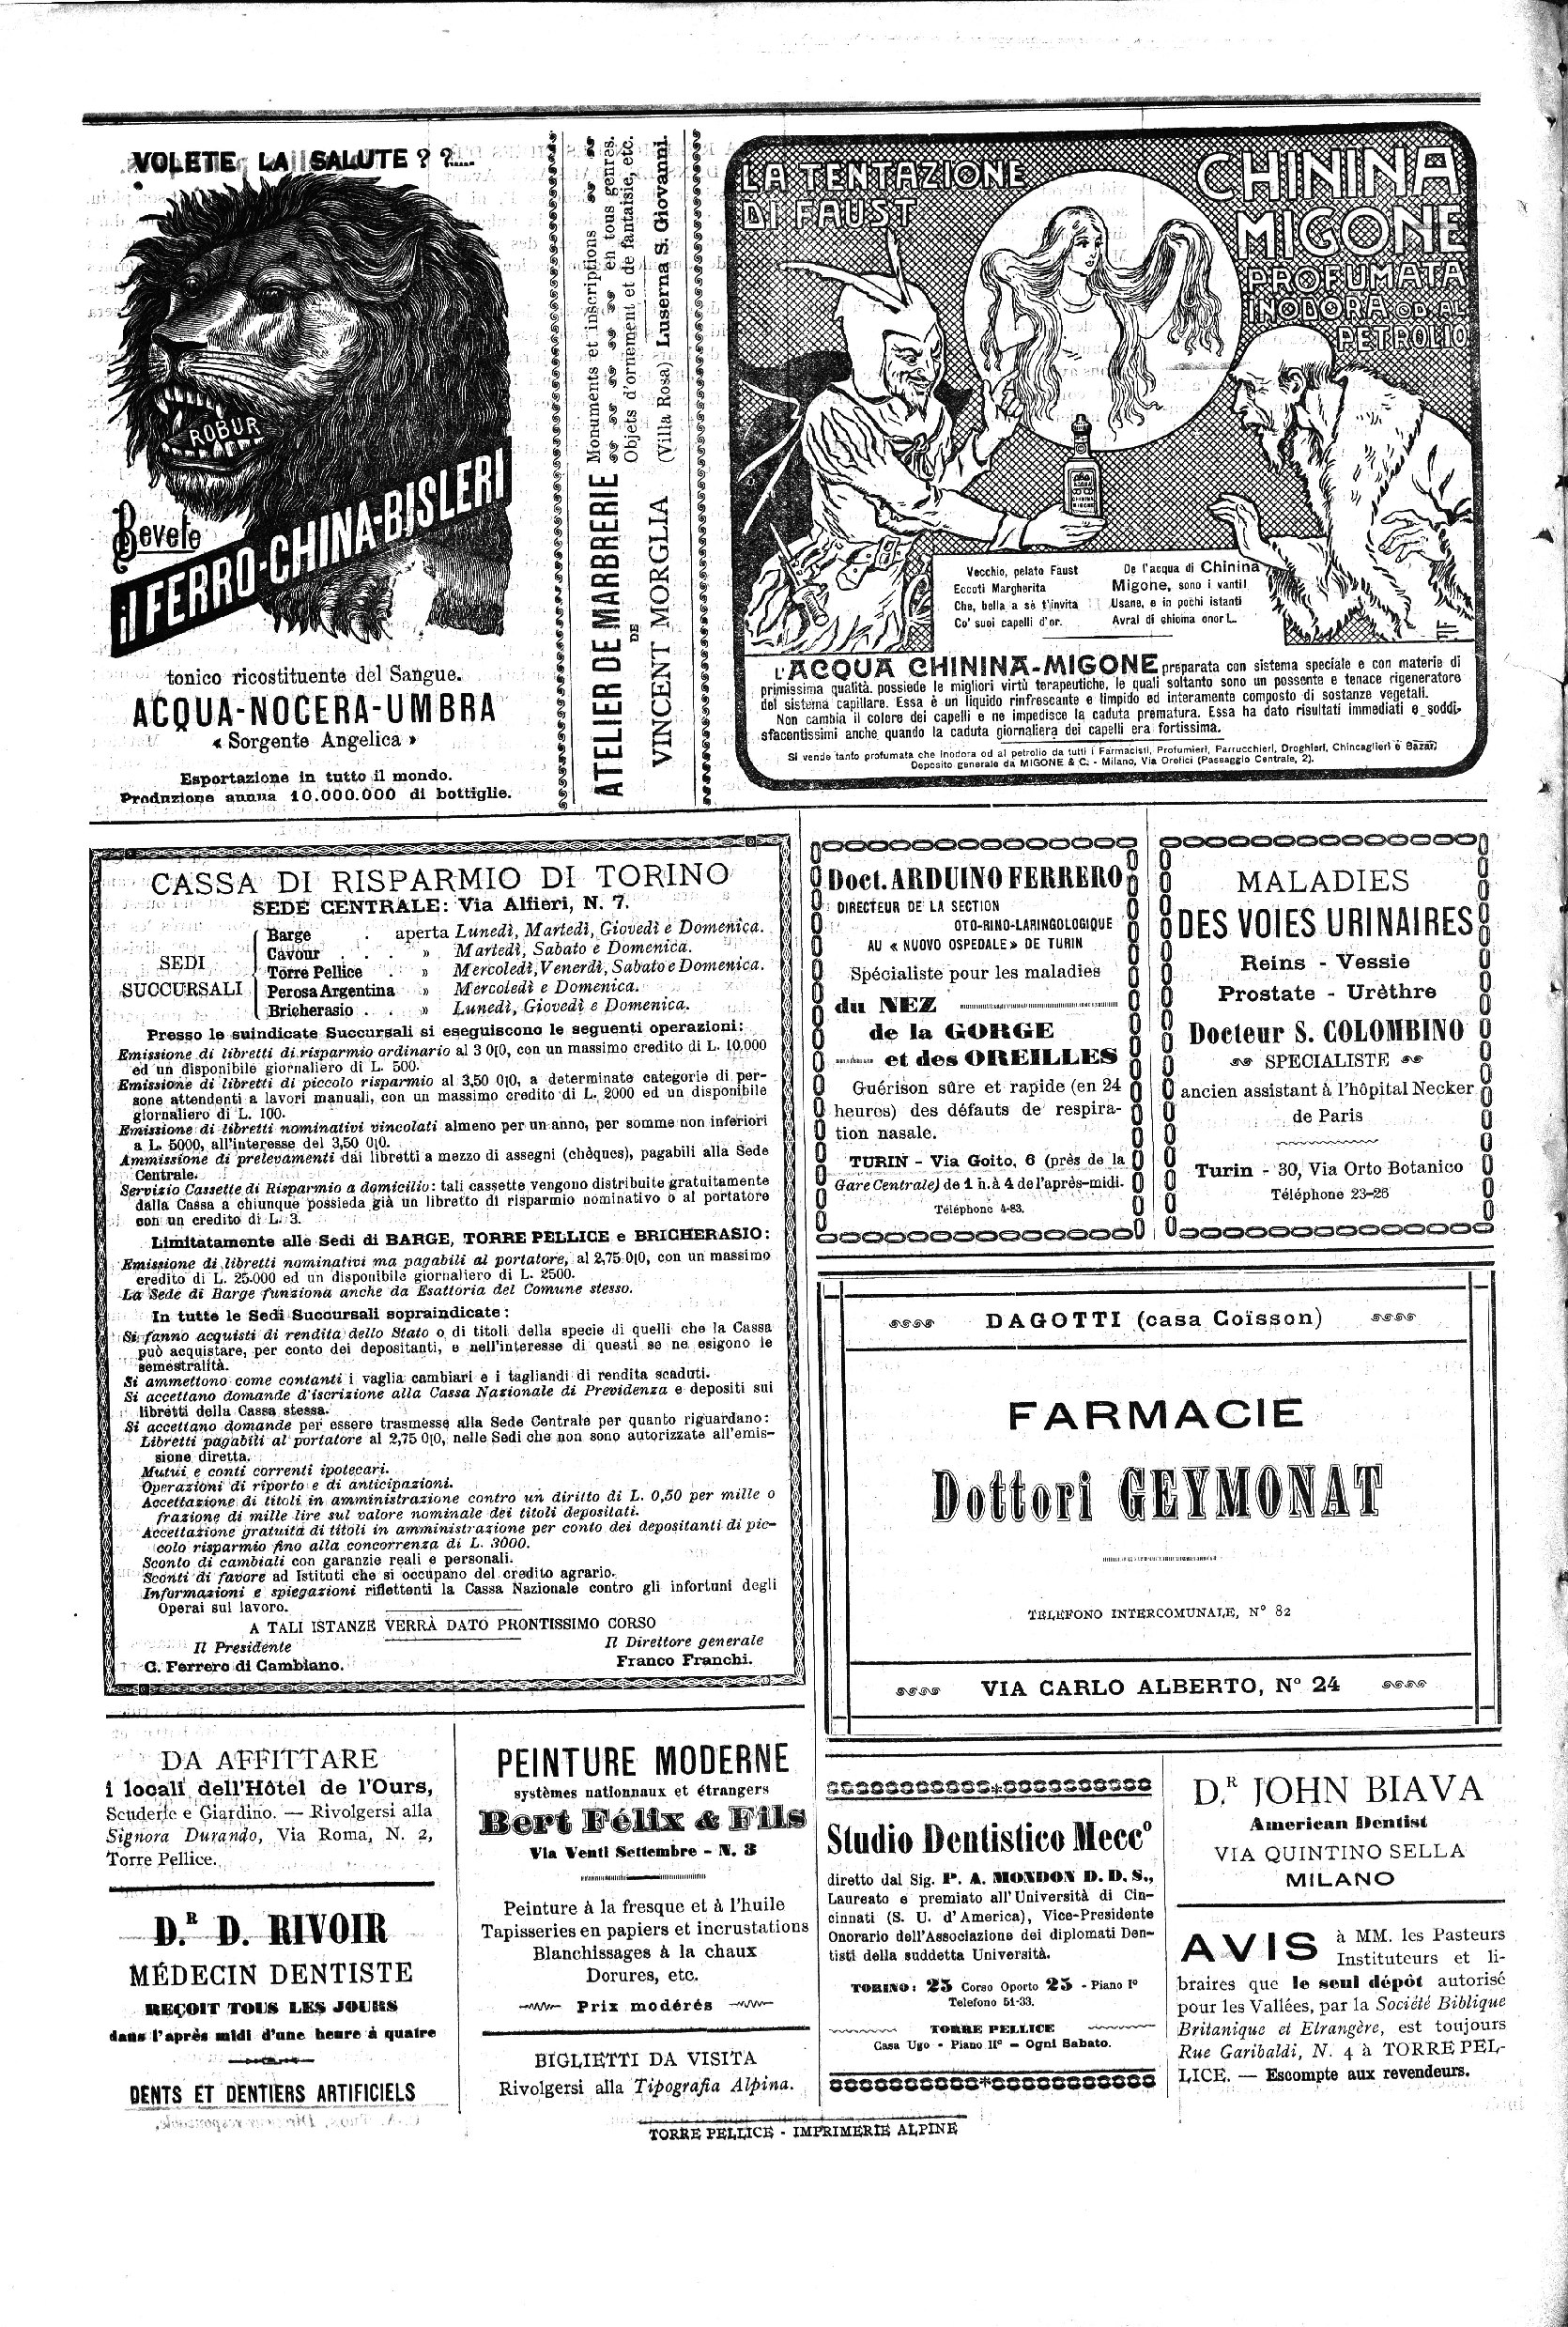 VOLETE LA SALUTE ? ?....
ROBUR
Bevete
il FERRO-CHINA-BISLERI
tonico ricostituente del Sangue.
ACQUA-NOCERA-UMBRA
« Sorgente Angelica »
Esportazione in tutto il mondo.
Produzione annua 10.000.000 di bottiglie.
ATELIER DE MARBRERIE
DE
VINCENT MORGLIA
Monuments et inscriptions
en tous genres.
Objets d'ornement et de fantaisie, etc.
(Villa Rosa) Luserna S. Giovanni.
LA TENTAZIONE
DI FAUST
CHININA
MIGONE
PROFUMATA
INODORA OD AL
PETROLIO
Vecchio, pelato Faust
Eccoti Margherita
Che, bella a sè t'invita
Co' suoi capelli d'or.
De l'acqua di Chinina
Migone, sono i vanti!
Usane, e in pochi istanti
Avrai di chioma onor!..
L'ACQUA CHININA-MIGONE preparata con sistema speciale e con materie di
primissima qualità, possiede le migliori virtù terapeutiche, le quali soltanto sono un possente e tenace rigeneratore
del sistema capillare. Essa è un liquido rinfrescante e limpido ed interamente composto di sostanze vegetali.
Non cambia il colore dei capelli e ne impedisce la caduta prematura. Essa ha dato risultati immediati e soddi-
sfacentissimi anche quando la caduta giornaliera dei capelli era fortissima.
Si vende tanto profumata che inodora od al petrolio da tutti i Farmacisti, Profumieri, Parrucchieri, Droghieri, Chincaglieri e Bazar,
Deposito generale da MIGONE & C. - Milano, Via Orefici (Passaggio Centrale, 2).
CASSA DI RISPARMIO DI TORINO
SEDE CENTRALE: Via Alfieri, N. 7.
SEDI
SUCCURSALI
Barge . aperta Lunedì, Martedì, Giovedì e Domenica.
Cavour . . . » Martedì, Sabato e Domenica.
Torre Pellice . » Mercoledì, Venerdì, Sabato e Domenica.
Perosa Argentina » Mercoledì e Domenica.
Bricherasio . . » Lunedì, Giovedì e Domenica.
Presso le suindicate Succursali si eseguiscono le seguenti operazioni:
Emissione di libretti di risparmio ordinario al 3 0|0, con un massimo credito di L. 10.000
ed un disponibile giornaliero di L. 500.
Emissione di libretti di piccolo risparmio al 3,50 0|0, a determinate categorie di per-
sone attendenti a lavori manuali, con un massimo credito di L. 2000 ed un disponibile
giornaliero di L. 100.
Emissione di libretti nominativi vincolati almeno per un anno, per somme non inferiori
a L. 5000, all'interesse del 3,50 0|0.
Ammissione di prelevamenti dai libretti a mezzo di assegni (chèques), pagabili alla Sede
Centrale.
Servizio Cassette di Risparmio a domicilio: tali cassette vengono distribuite gratuitamente
dalla Cassa a chiunque possieda già un libretto di risparmio nominativo o al portatore
con un credito di L. 3.
Limitatamente alle Sedi di BARGE, TORRE PELLICE e BRICHERASIO:
Emissione di libretti nominativi ma pagabili al portatore, al 2,75 0|0, con un massimo
credito di L. 25.000 ed un disponibile giornaliero di L. 2500.
La Sede di Barge funziona anche da Esattoria del Comune stesso.
In tutte le Sedi Succursali sopraindicate:
Si fanno acquisti di rendita dello Stato o di titoli della specie di quelli che la Cassa
può acquistare, per conto dei depositanti, e nell'interesse di questi se ne esigono le
semestralità.
Si ammettono come contanti i vaglia cambiari e i tagliandi di rendita scaduti.
Si accettano domande d'iscrizione alla Cassa Nazionale di Previdenza e depositi sui
libretti della Cassa stessa.
Si accettano domande per essere trasmesse alla Sede Centrale per quanto riguardano:
Libretti pagabili al portatore al 2,75 0|0, nelle Sedi che non sono autorizzate all'emis-
sione diretta.
Mutui e conti correnti ipotecari.
Operazioni di riporto e di anticipazioni.
Accettazione di titoli in amministrazione contro un diritto di L. 0,50 per mille o
frazione di mille lire sul valore nominale dei titoli depositati.
Accettazione gratuita di titoli in amministrazione per conto dei depositanti di pic-
colo risparmio fino alla concorrenza di L. 3000.
Sconto di cambiali con garanzie reali e personali.
Sconti di favore ad Istituti che si occupano del credito agrario.
Informazioni e spiegazioni riflettenti la Cassa Nazionale contro gli infortuni degli
Operai sul lavoro.
A TALI ISTANZE VERRÀ DATO PRONTISSIMO CORSO
Il Presidente
C. Ferrero di Cambiano.
Il Direttore generale
Franco Franchi.
Doct. ARDUINO FERRERO
DIRECTEUR DE LA SECTION
OTO-RINO-LARINGOLOGIQUE
AU « NUOVO OSPEDALE » DE TURIN
Spécialiste pour les maladies
du NEZ
de la GORGE
et des OREILLES
Guérison sûre et rapide (en 24
heures) des défauts de respira-
tion nasale.
TURIN - Via Goito, 6 (près de la
Gare Centrale) de 1 h. à 4 de l'après-midi.
Téléphone 4-83.
MALADIES
DES VOIES URINAIRES
Reins - Vessie
Prostate - Urèthre
Docteur S. COLOMBINO
SPECIALISTE
ancien assistant à l'hôpital Necker
de Paris
Turin - 30, Via Orto Botanico
Téléphone 23-26
DAGOTTI (casa Coïsson)
FARMACIE
Dottori GEYMONAT
TELEFONO INTERCOMUNALE, N° 82
VIA CARLO ALBERTO, N° 24
DA AFFITTARE
i locali dell'Hôtel de l'Ours,
Scuderie e Giardino. — Rivolgersi alla
Signora Durando, Via Roma, N. 2,
Torre Pellice.
D.R D. RIVOIR
MÉDECIN DENTISTE
REÇOIT TOUS LES JOURS
dans l'après midi d'une heure à quatre
DENTS ET DENTIERS ARTIFICIELS
PEINTURE MODERNE
systèmes nationnaux et étrangers
Bert Félix & Fils
Via Venti Settembre - N. 3
Peinture à la fresque et à l'huile
Tapisseries en papiers et incrustations
Blanchissages à la chaux
Dorures, etc.
Prix modérés
BIGLIETTI DA VISITA
Rivolgersi alla Tipografia Alpina.
Studio Dentistico Mecc°
diretto dal Sig. P. A. MONDON D. D. S.,
Laureato e premiato all'Università di Cin-
cinnati (S. U. d'America), Vice-Presidente
Onorario dell'Associazione dei diplomati Den-
tisti della suddetta Università.
TORINO: 25 Corso Oporto 25 - Piano I°
Telefono 51-33.
TORRE PELLICE
Casa Ugo - Piano II° - Ogni Sabato.
D.R JOHN BIAVA
American Dentist
VIA QUINTINO SELLA
MILANO
AVIS à MM. les Pasteurs
Instituteurs et li-
braires que le seul dépôt autorisé
pour les Vallées, par la Société Biblique
Britanique et Etrangère, est toujours
Rue Garibaldi, N. 4 à TORRE PEL-
LICE. — Escompte aux revendeurs.
TORRE PELLICE - IMPRIMERIE ALPINE